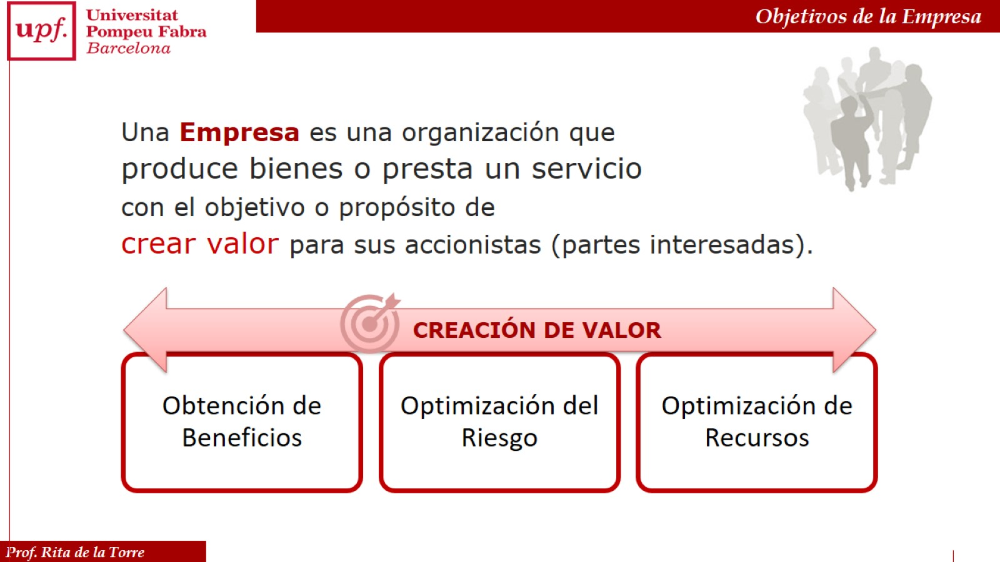 upf.
Universitat
Pompeu Fabra
Barcelona
Objetivos de la Empresa
Una Empresa es una organización que
produce bienes o presta un servicio
con el objetivo o propósito de
crear valor para sus accionistas (partes interesadas).
CREACIÓN DE VALOR
Obtención de
Beneficios
Optimización del
Riesgo
Optimización de
Recursos
Prof. Rita de la Torre